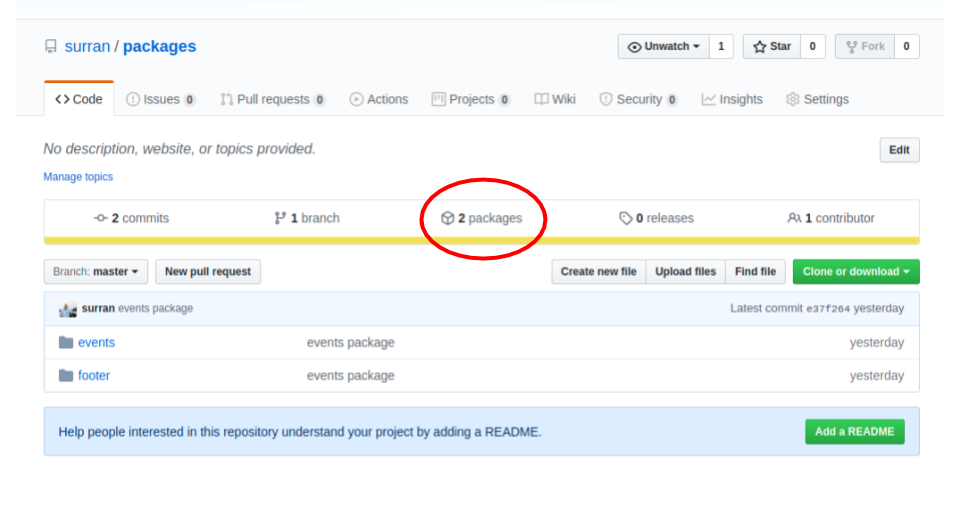 surran / packages Unwatch 1 Star 0 Fork 0
Code Issues 0 Pull requests 0 Actions Projects 0 Wiki Security 0 Insights Settings
No description, website, or topics provided. Edit
Manage topics
2 commits 1 branch 2 packages 0 releases 1 contributor
Branch: master New pull request Create new file Upload files Find file Clone or download
surran events package Latest commit e37f264 yesterday
events events package yesterday
footer events package yesterday
Help people interested in this repository understand your project by adding a README. Add a README